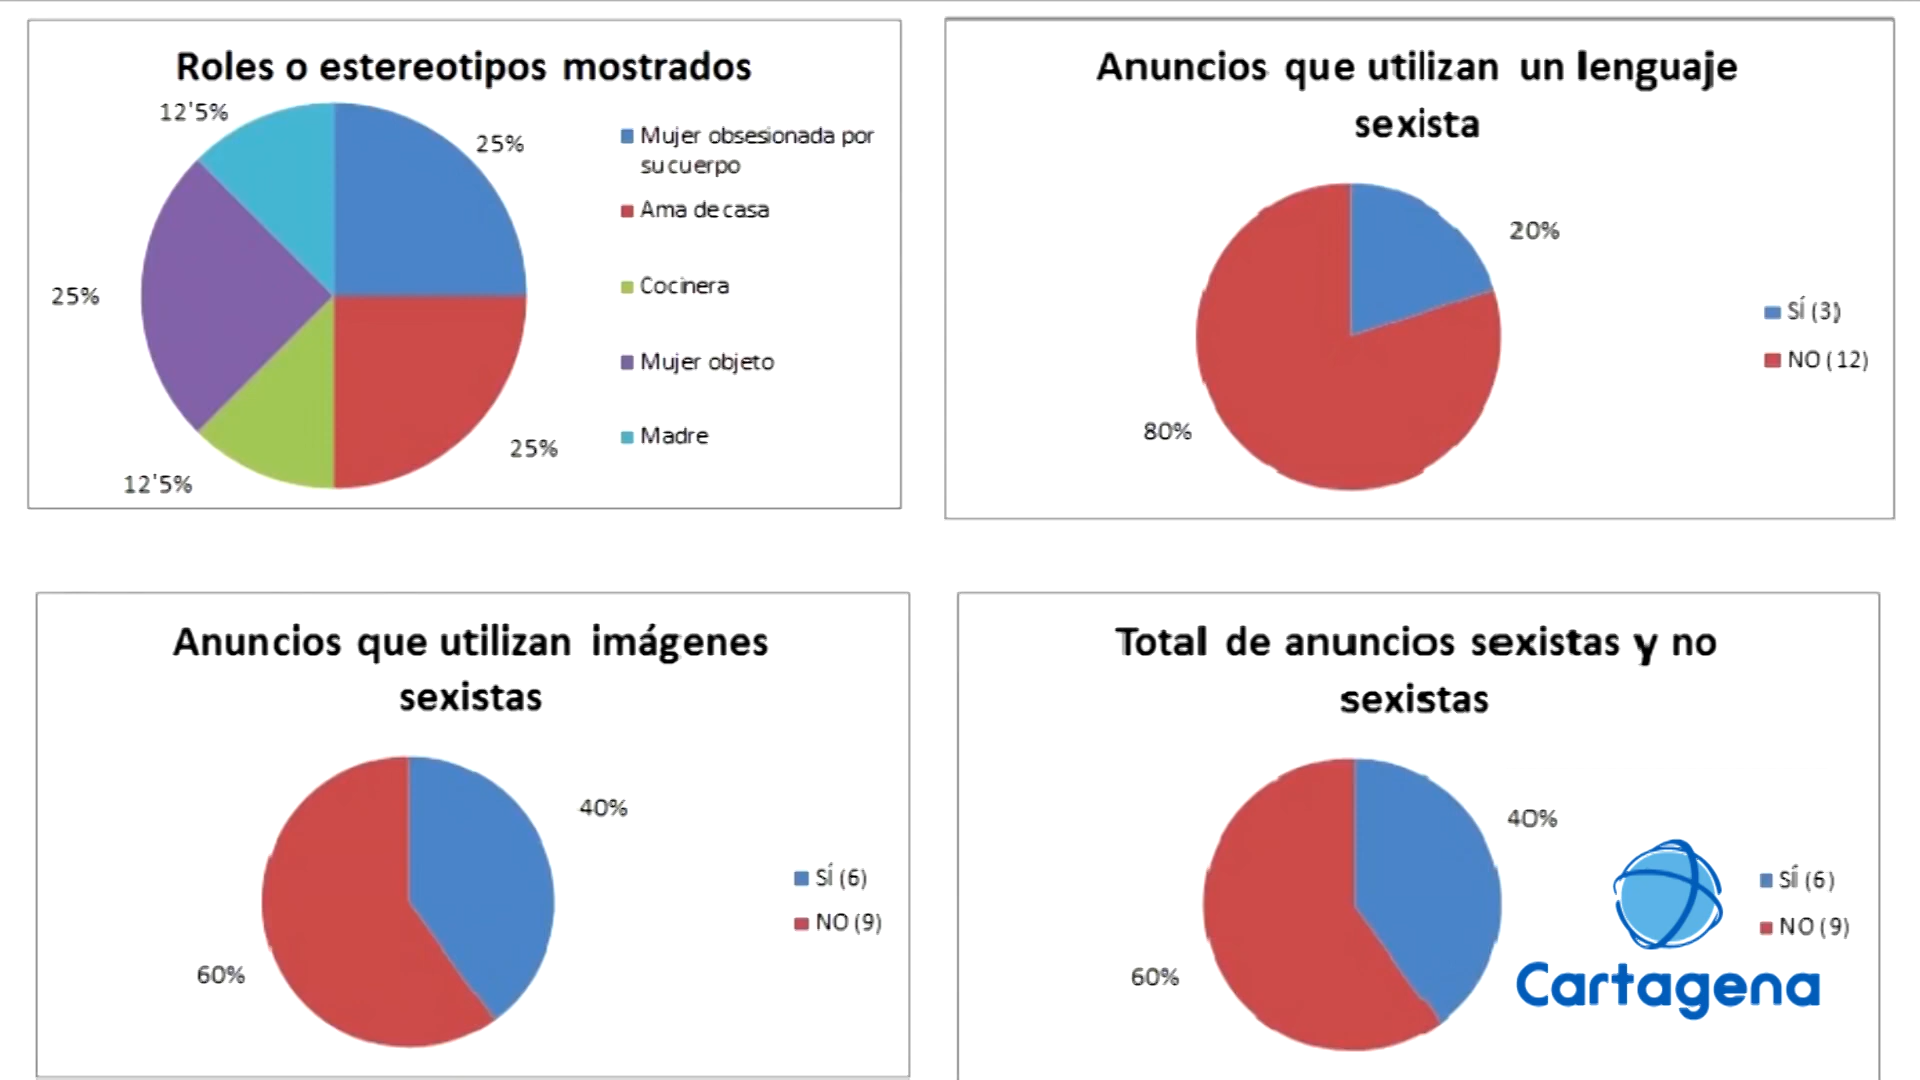 Roles o estereotipos mostrados
12'5%
25%
25%
25%
12'5%
Mujer obsesionada por
su cuerpo
Ama de casa
Cocinera
Mujer objeto
Madre
Anuncios que utilizan un lenguaje
sexista
20%
80%
SÍ (3)
NO (12)
Anuncios que utilizan imágenes
sexistas
40%
60%
SÍ (6)
NO (9)
Total de anuncios sexistas y no
sexistas
40%
60%
SÍ (6)
NO (9)
Cartagena